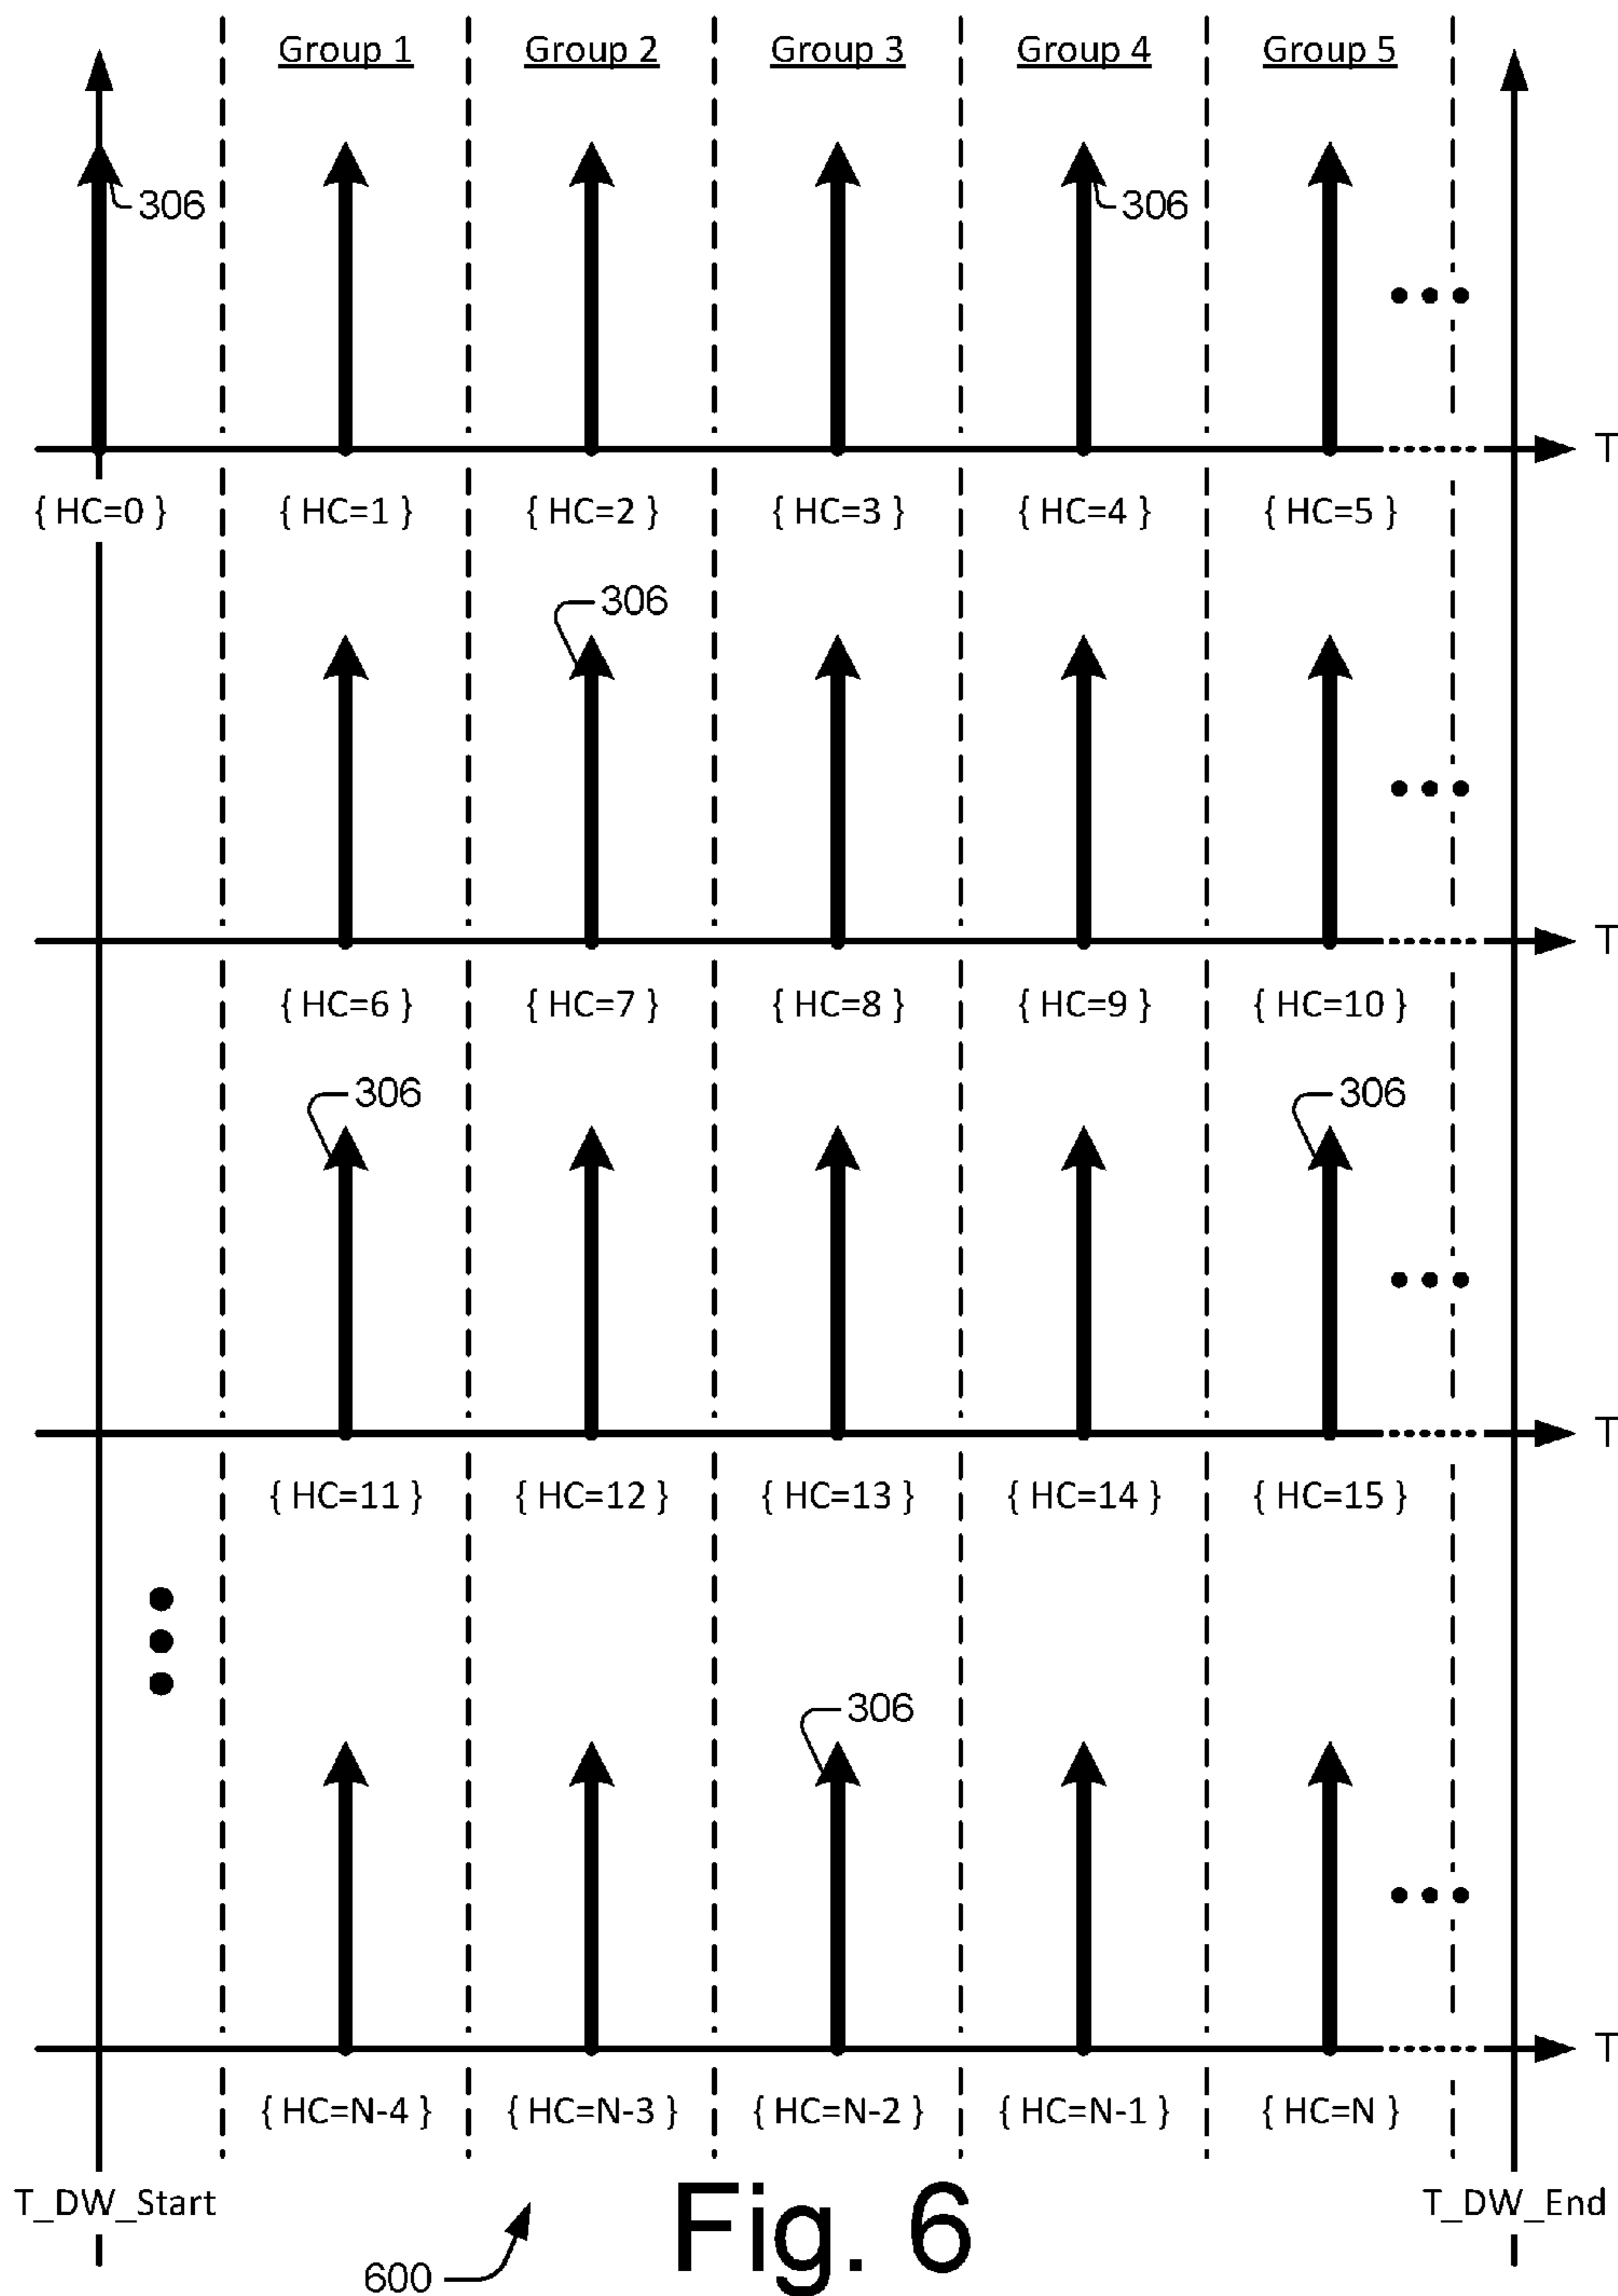 Group 1 Group 2 Group 3 Group 4 Group 5
306 306
T
{ HC=0 } { HC=1 } { HC=2 } { HC=3 } { HC=4 } { HC=5 }
306
T
{ HC=6 } { HC=7 } { HC=8 } { HC=9 } { HC=10 }
306 306
T
{ HC=11 } { HC=12 } { HC=13 } { HC=14 } { HC=15 }
306
T
{ HC=N-4 } { HC=N-3 } { HC=N-2 } { HC=N-1 } { HC=N }
T_DW_Start T_DW_End
600
Fig. 6